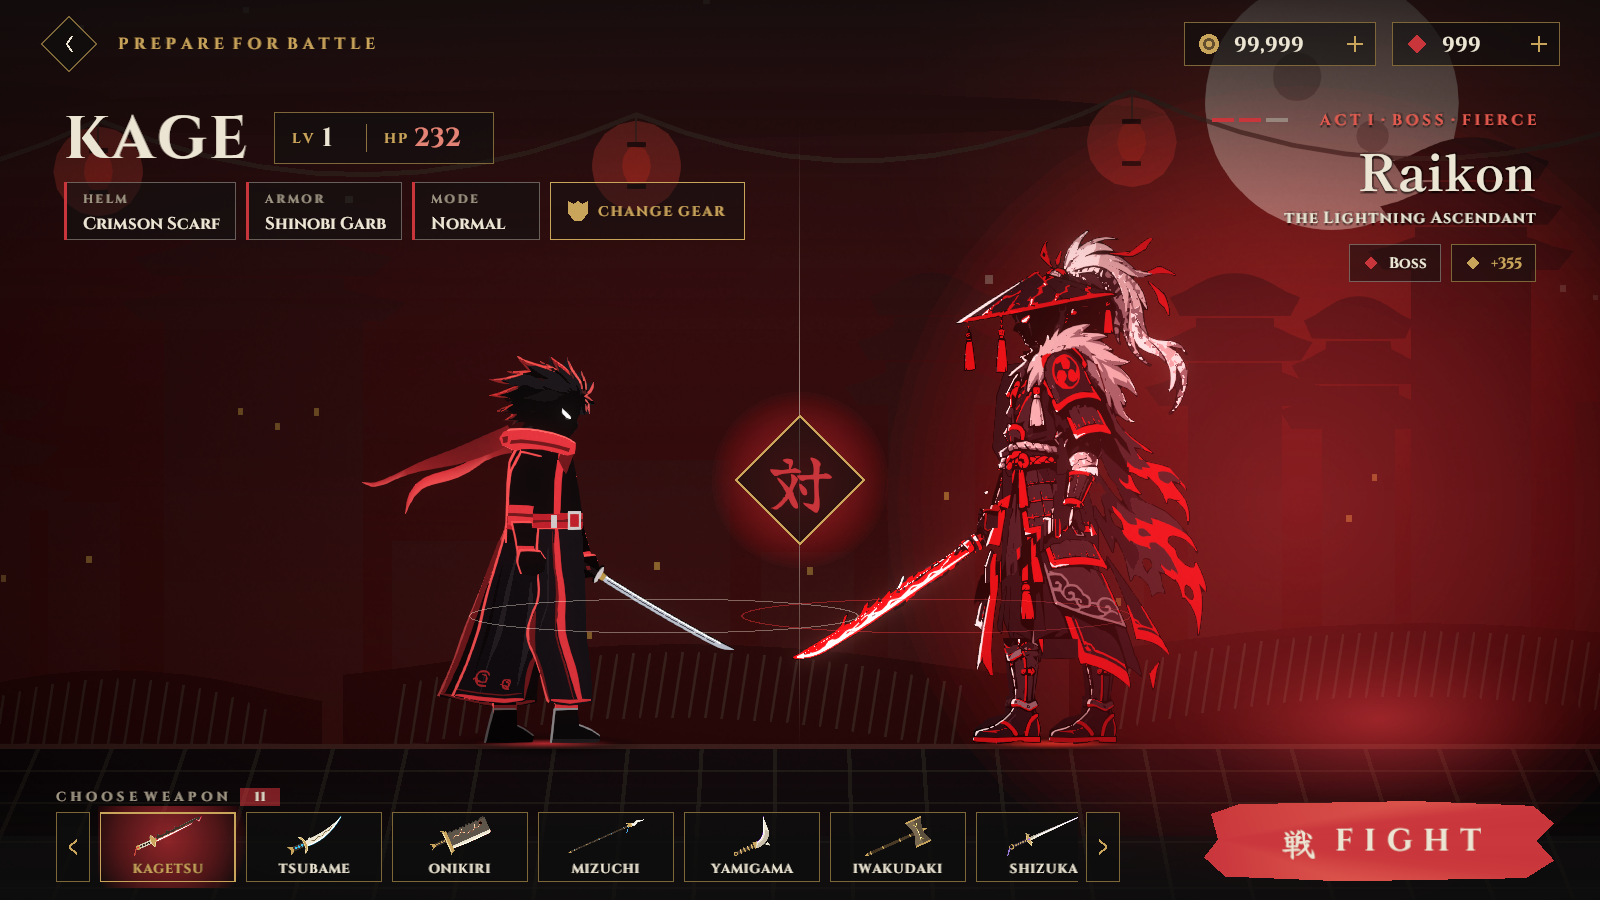 PREPARE FOR BATTLE
99,999
999
KAGE
LV 1
HP 232
ACT I · BOSS · FIERCE
Raikon
THE LIGHTNING ASCENDANT
HELM
CRIMSON SCARF
ARMOR
SHINOBI GARB
MODE
NORMAL
CHANGE GEAR
BOSS
+355
対
CHOOSE WEAPON
11
KAGETSU
TSUBAME
ONIKIRI
MIZUCHI
YAMIGAMA
IWAKUDAKI
SHIZUKA
戦 FIGHT